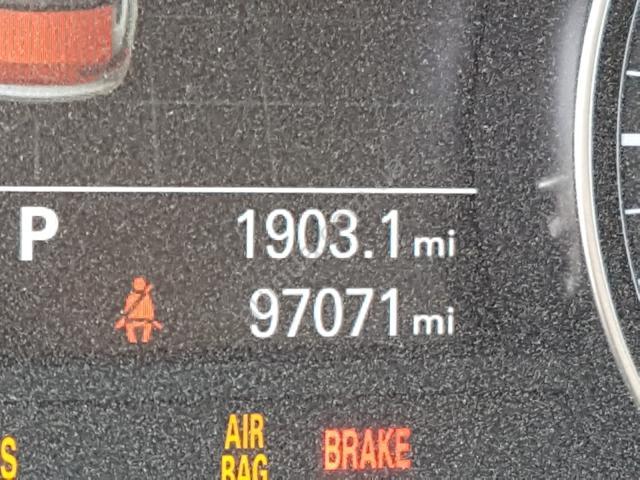 P 1903.1 mi
97071 mi
S AIR BAG BRAKE